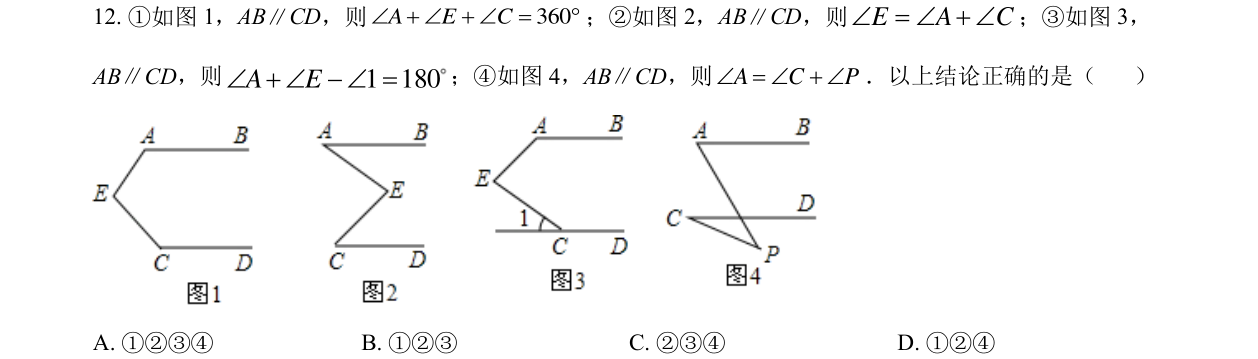 12. ①如图 1，AB∥CD，则∠A+∠E+∠C=360°；②如图 2，AB∥CD，则∠E=∠A+∠C；③如图 3，
AB∥CD，则∠A+∠E−∠1=180°；④如图 4，AB∥CD，则∠A=∠C+∠P．以上结论正确的是（  ）
A B
E
C D
图1
A B
E
C D
图2
A B
E
1
C D
图3
A B
C D
P
图4
A. ①②③④ B. ①②③ C. ②③④ D. ①②④